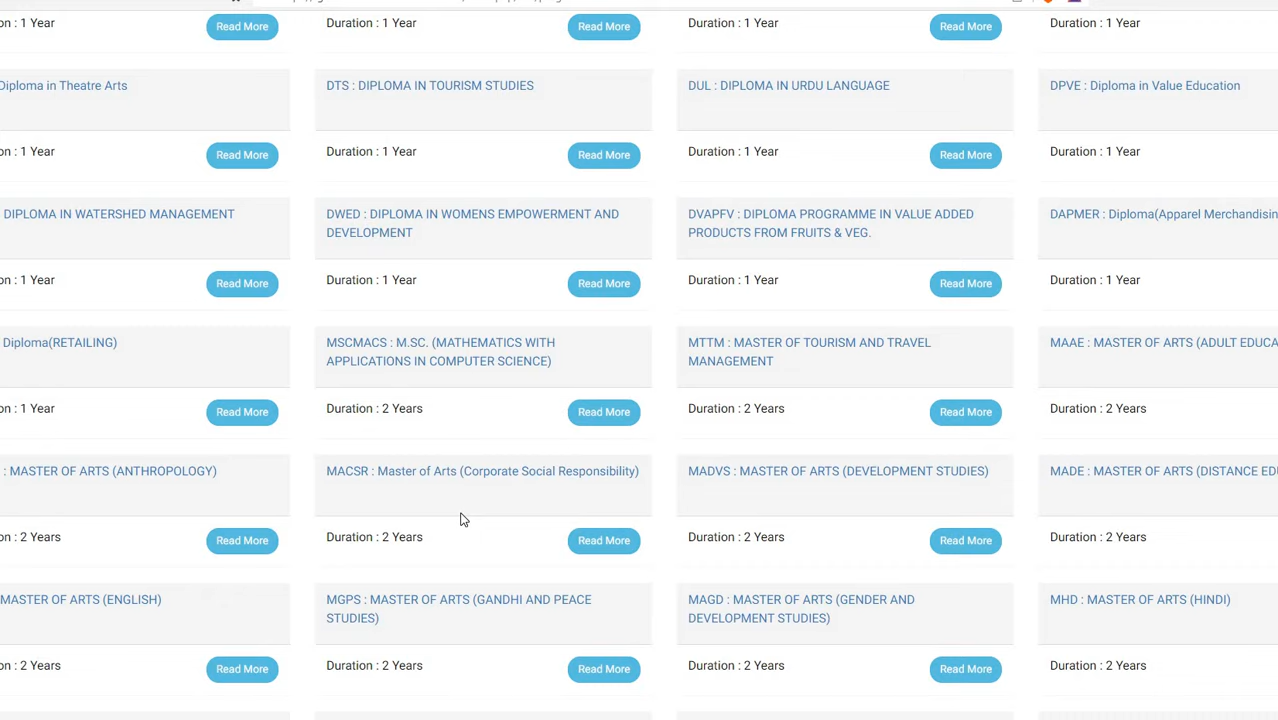 on : 1 Year
Read More
Duration : 1 Year
Read More
Duration : 1 Year
Read More
Duration : 1 Year
Diploma in Theatre Arts
on : 1 Year
Read More
DTS : DIPLOMA IN TOURISM STUDIES
Duration : 1 Year
Read More
DUL : DIPLOMA IN URDU LANGUAGE
Duration : 1 Year
Read More
DPVE : Diploma in Value Education
Duration : 1 Year
DIPLOMA IN WATERSHED MANAGEMENT
on : 1 Year
Read More
DWED : DIPLOMA IN WOMENS EMPOWERMENT AND
DEVELOPMENT
Duration : 1 Year
Read More
DVAPFV : DIPLOMA PROGRAMME IN VALUE ADDED
PRODUCTS FROM FRUITS & VEG.
Duration : 1 Year
Read More
DAPMER : Diploma(Apparel Merchandisin
Duration : 1 Year
Diploma(RETAILING)
on : 1 Year
Read More
MSCMACS : M.SC. (MATHEMATICS WITH
APPLICATIONS IN COMPUTER SCIENCE)
Duration : 2 Years
Read More
MTTM : MASTER OF TOURISM AND TRAVEL
MANAGEMENT
Duration : 2 Years
Read More
MAAE : MASTER OF ARTS (ADULT EDUCA
Duration : 2 Years
: MASTER OF ARTS (ANTHROPOLOGY)
on : 2 Years
Read More
MACSR : Master of Arts (Corporate Social Responsibility)
Duration : 2 Years
Read More
MADVS : MASTER OF ARTS (DEVELOPMENT STUDIES)
Duration : 2 Years
Read More
MADE : MASTER OF ARTS (DISTANCE EDU
Duration : 2 Years
MASTER OF ARTS (ENGLISH)
on : 2 Years
Read More
MGPS : MASTER OF ARTS (GANDHI AND PEACE
STUDIES)
Duration : 2 Years
Read More
MAGD : MASTER OF ARTS (GENDER AND
DEVELOPMENT STUDIES)
Duration : 2 Years
Read More
MHD : MASTER OF ARTS (HINDI)
Duration : 2 Years